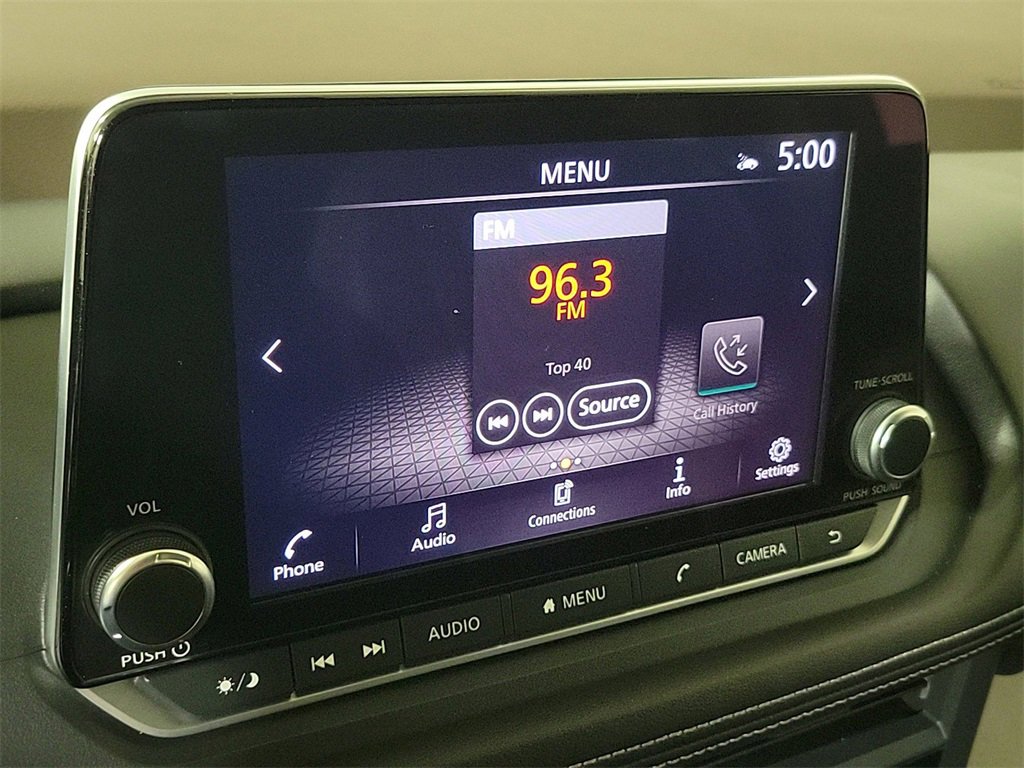 MENU
5:00
FM
96.3
FM
Top 40
Source
Call History
Phone
Audio
Connections
Info
Settings
VOL
PUSH
TUNE·SCROLL
PUSH SOUND
AUDIO
MENU
CAMERA